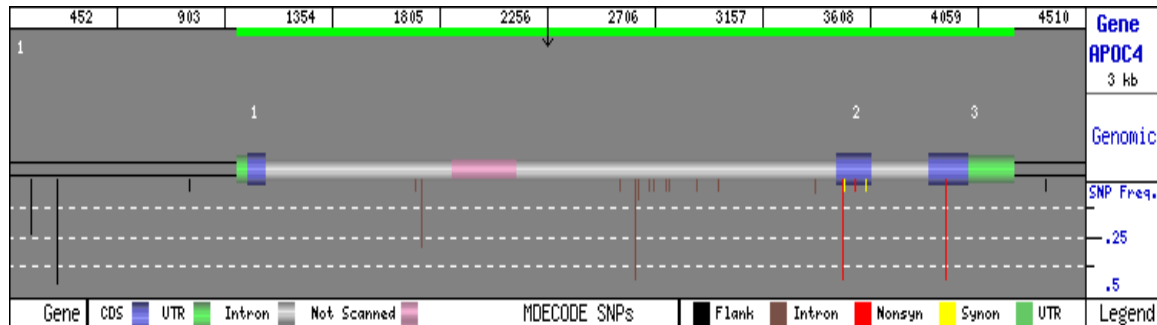 452 903 1354 1805 2256 2706 3157 3608 4059 4510
Gene
APOC4
3 kb
1
1 2 3
Genomic
SNP Freq.
.25
.5
Gene CDS UTR Intron Not Scanned MDECODE SNPs Flank Intron Nonsyn Synon UTR Legend